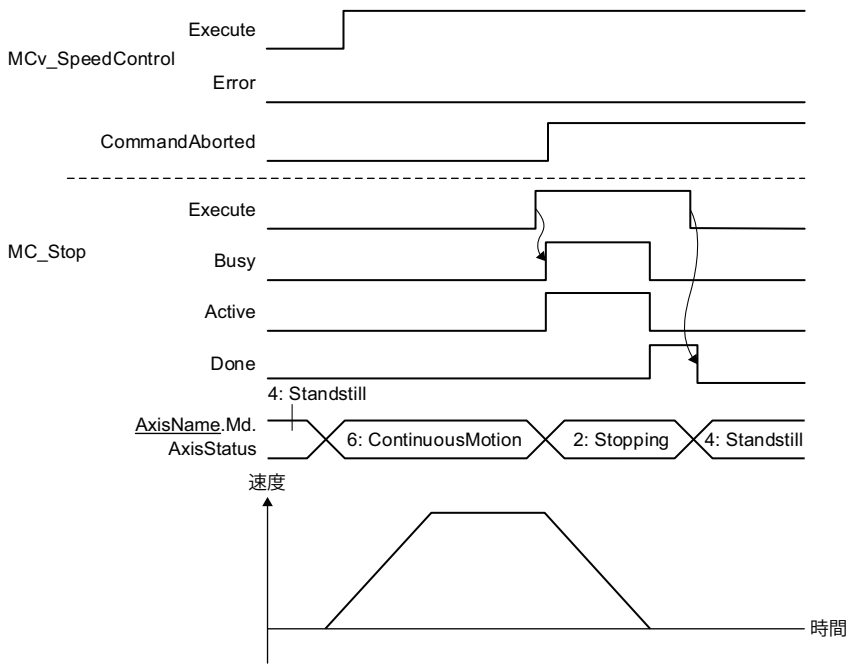 Execute
MCv_SpeedControl
Error
CommandAborted
Execute
MC_Stop
Busy
Active
Done
4: Standstill
AxisName.Md.
AxisStatus
6: ContinuousMotion
2: Stopping
4: Standstill
速度
時間